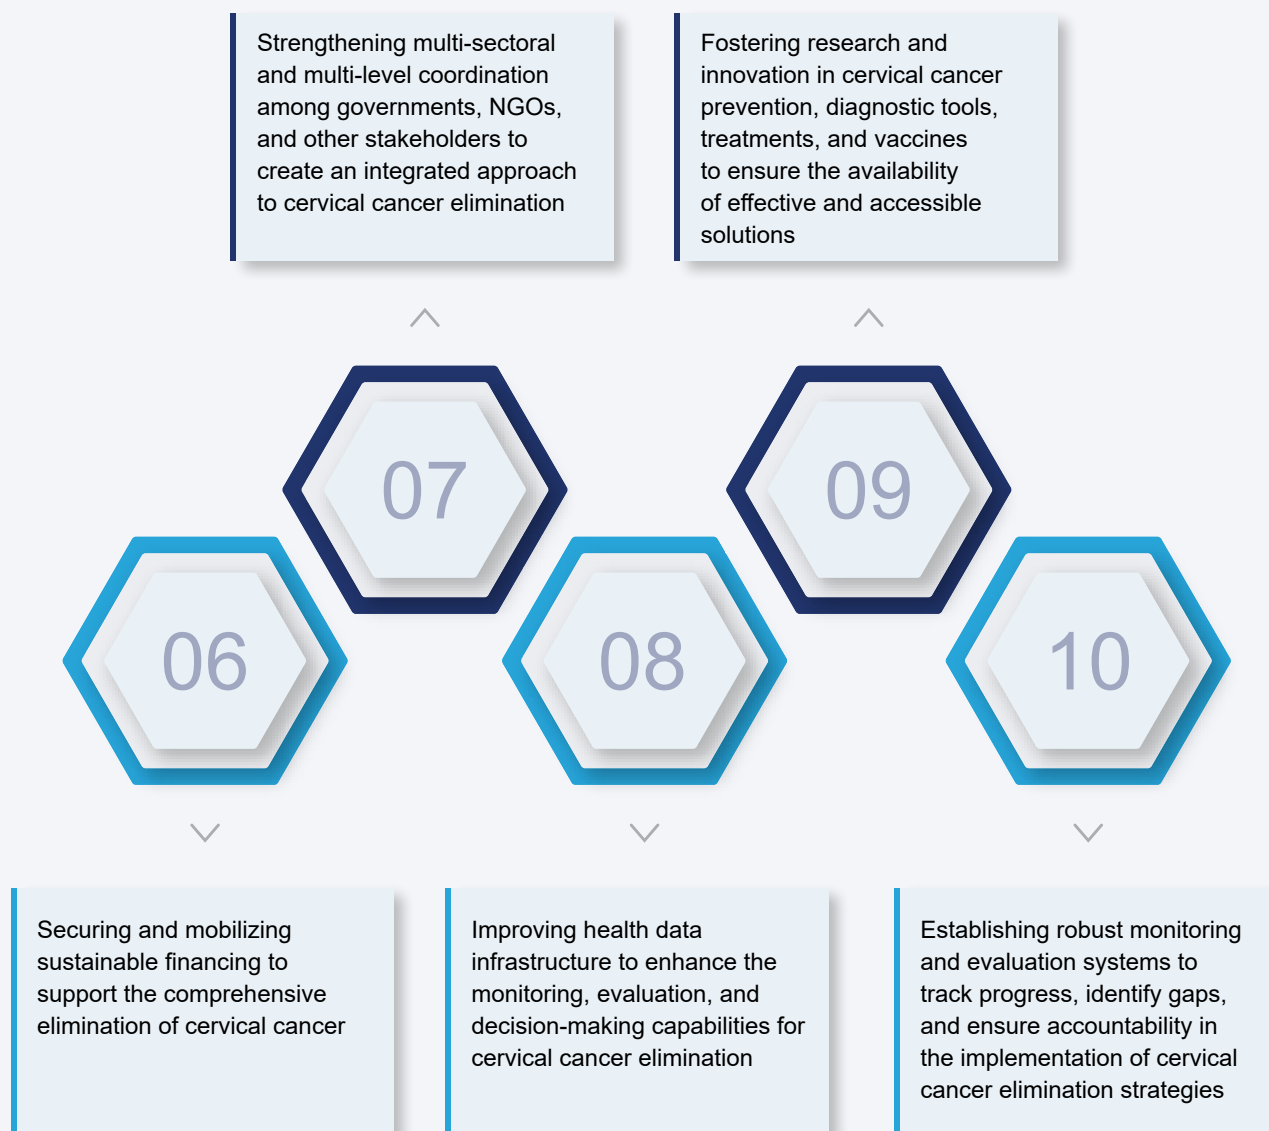 Strengthening multi-sectoral
and multi-level coordination
among governments, NGOs,
and other stakeholders to
create an integrated approach
to cervical cancer elimination
Fostering research and
innovation in cervical cancer
prevention, diagnostic tools,
treatments, and vaccines
to ensure the availability
of effective and accessible
solutions
07
09
06
08
10
Securing and mobilizing
sustainable financing to
support the comprehensive
elimination of cervical cancer
Improving health data
infrastructure to enhance the
monitoring, evaluation, and
decision-making capabilities for
cervical cancer elimination
Establishing robust monitoring
and evaluation systems to
track progress, identify gaps,
and ensure accountability in
the implementation of cervical
cancer elimination strategies